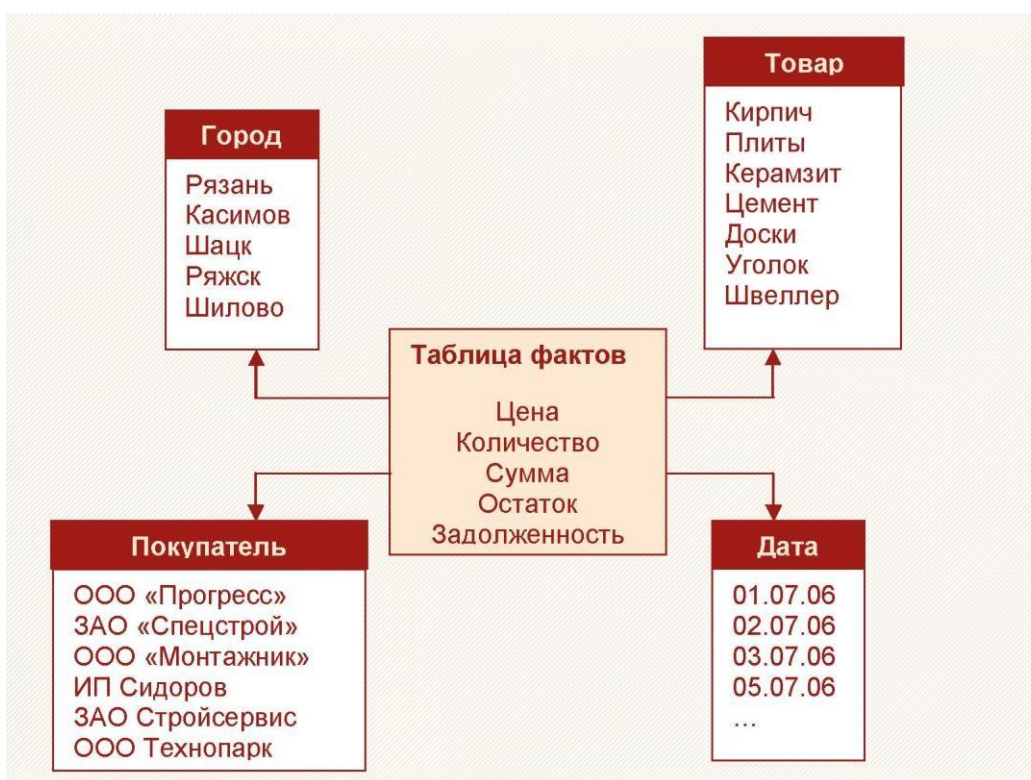 Город
Рязань
Касимов
Шацк
Ряжск
Шилово
Товар
Кирпич
Плиты
Керамзит
Цемент
Доски
Уголок
Швеллер
Таблица фактов
Цена
Количество
Сумма
Остаток
Задолженность
Покупатель
ООО «Прогресс»
ЗАО «Спецстрой»
ООО «Монтажник»
ИП Сидоров
ЗАО Стройсервис
ООО Технопарк
Дата
01.07.06
02.07.06
03.07.06
05.07.06
...